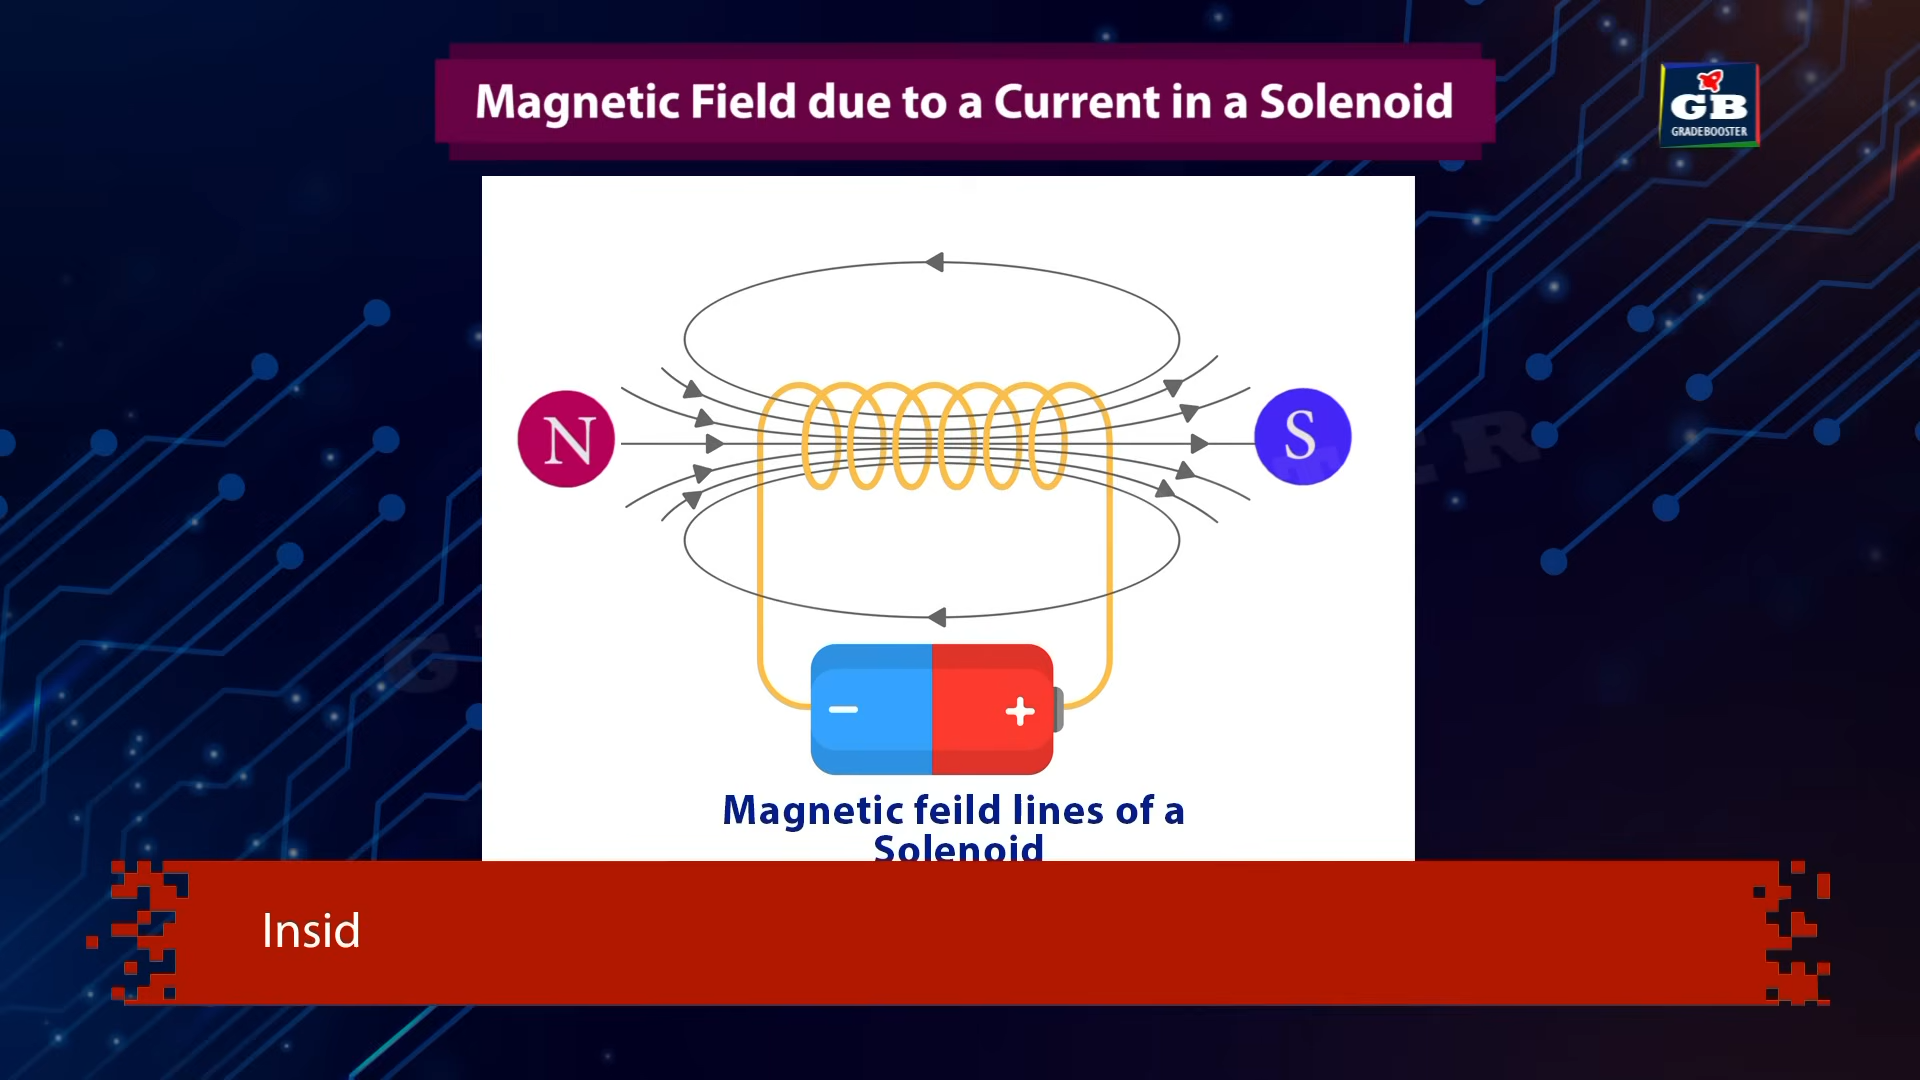 Magnetic Field due to a Current in a Solenoid
GB
GRADEBOOSTER
N
S
− +
Magnetic feild lines of a
Solenoid
Insid